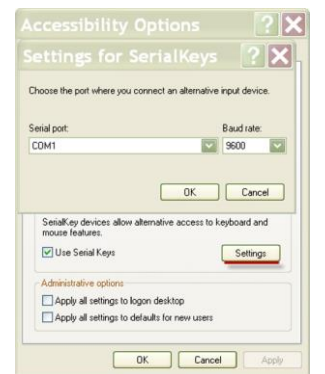 Accessibility Options
Settings for SerialKeys
Choose the port where you connect an alternative input device.
Serial port: Baud rate:
COM1 9600
OK Cancel
SerialKey devices allow alternative access to keyboard and
mouse features.
Use Serial Keys Settings
Administrative options
Apply all settings to logon desktop
Apply all settings to defaults for new users
OK Cancel Apply